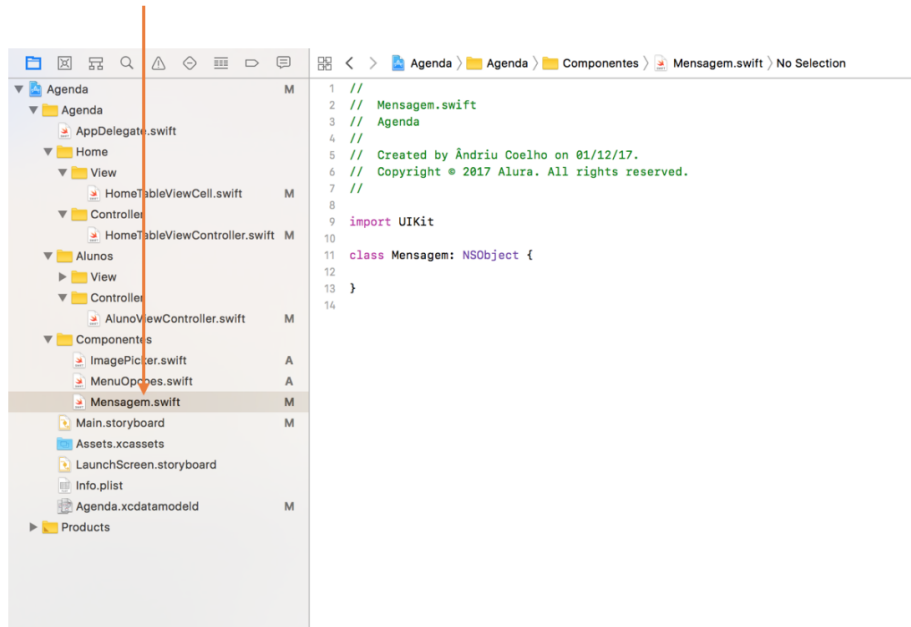 Agenda M
Agenda
AppDelegate.swift
Home
View
HomeTableViewCell.swift M
Controller
HomeTableViewController.swift M
Alunos
View
Controller
AlunoViewController.swift M
Componentes
ImagePicker.swift A
MenuOpcoes.swift A
Mensagem.swift M
Main.storyboard M
Assets.xcassets
LaunchScreen.storyboard
Info.plist
Agenda.xcdatamodeld M
Products
Agenda Agenda Componentes Mensagem.swift No Selection
1 //
2 // Mensagem.swift
3 // Agenda
4 //
5 // Created by Ândriu Coelho on 01/12/17.
6 // Copyright © 2017 Alura. All rights reserved.
7 //
8
9 import UIKit
10
11 class Mensagem: NSObject {
12
13 }
14